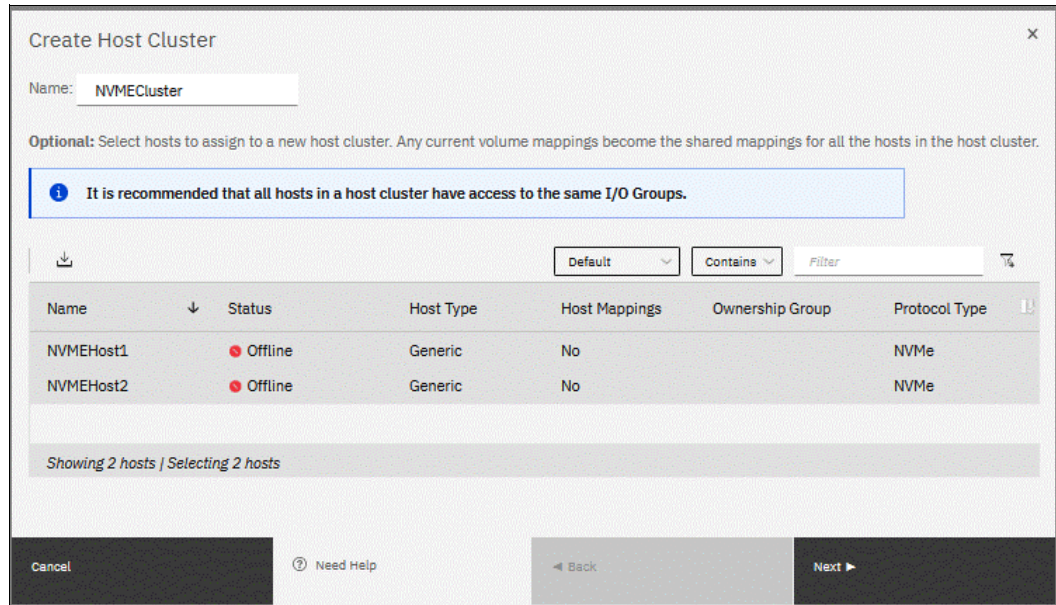 Create Host Cluster
Name: NVMECluster
Optional: Select hosts to assign to a new host cluster. Any current volume mappings become the shared mappings for all the hosts in the host cluster.
It is recommended that all hosts in a host cluster have access to the same I/O Groups.
Default Contains Filter
Name Status Host Type Host Mappings Ownership Group Protocol Type
NVMEHost1 Offline Generic No NVMe
NVMEHost2 Offline Generic No NVMe
Showing 2 hosts | Selecting 2 hosts
Cancel Need Help Back Next